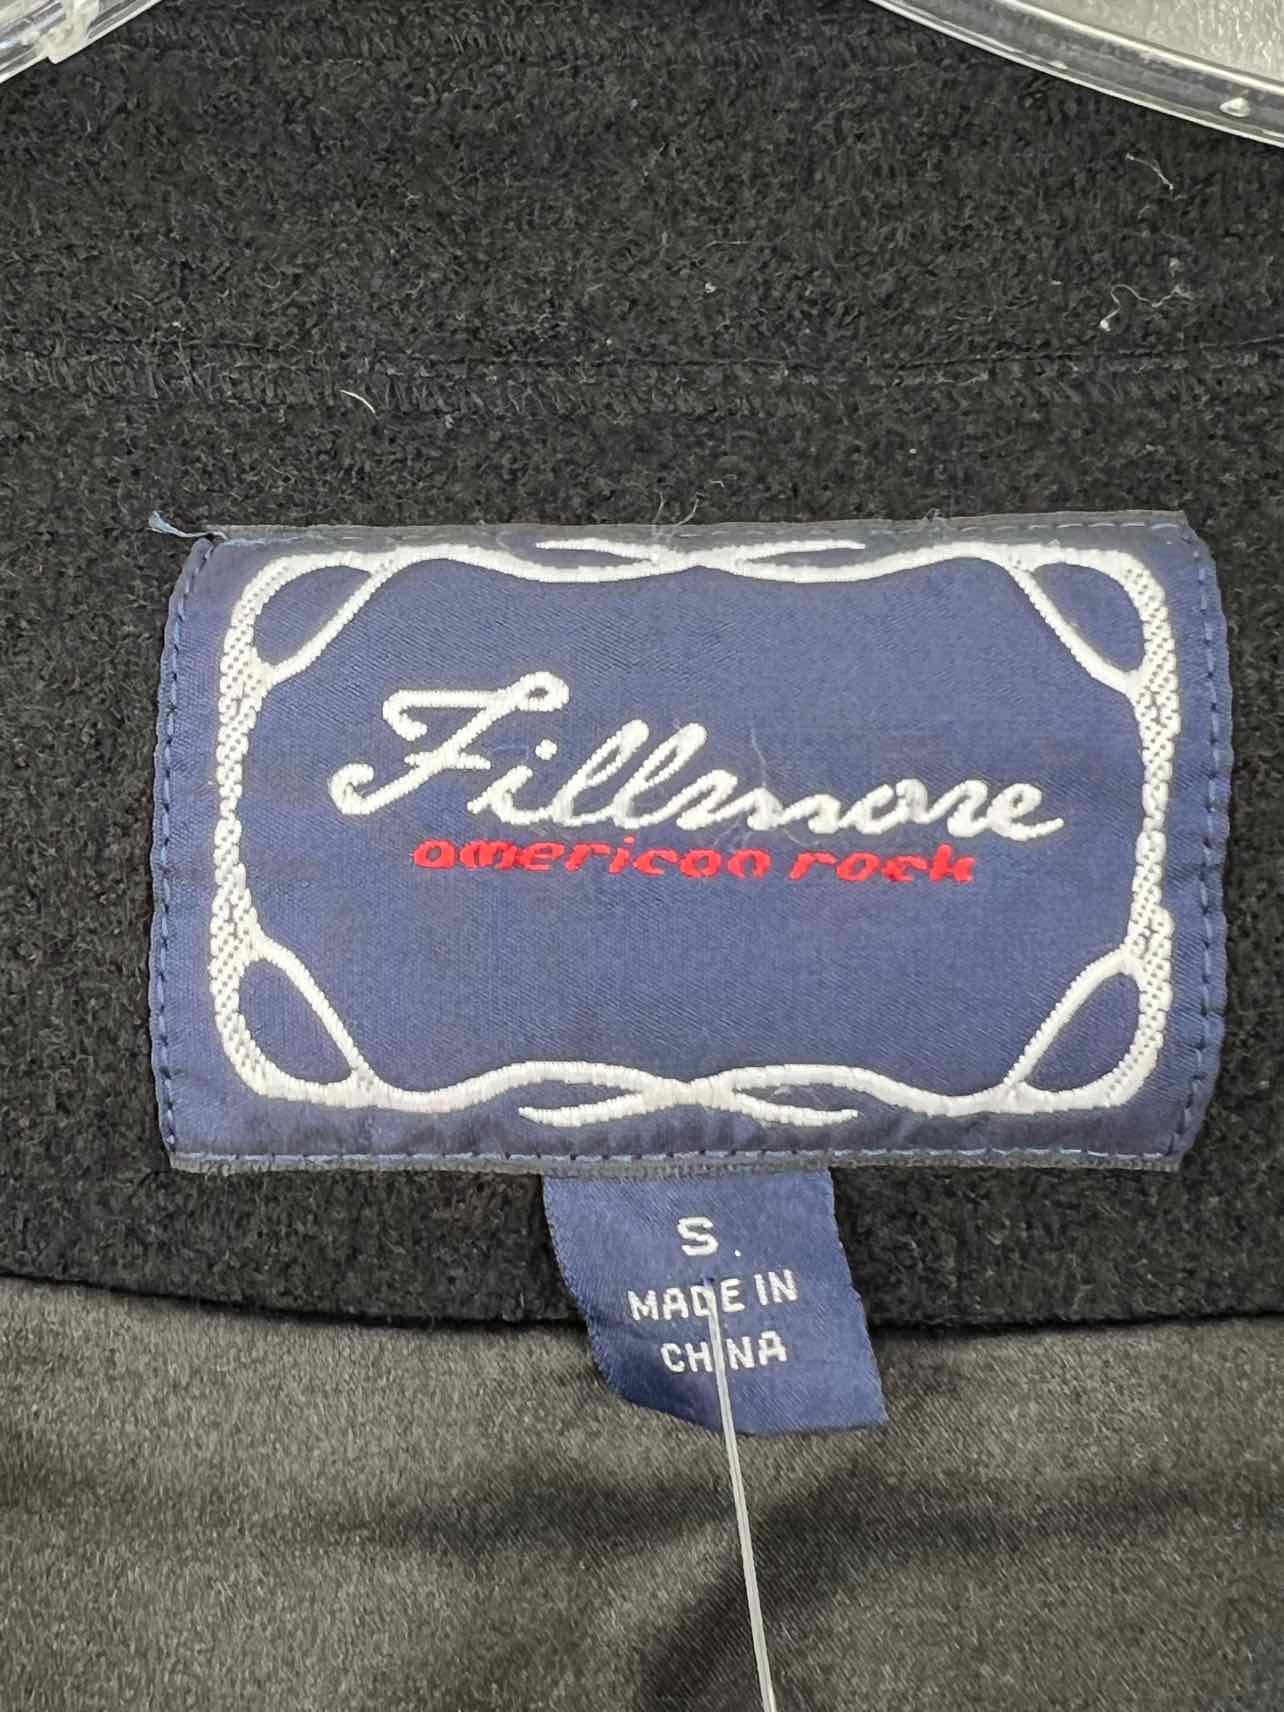 Fillmore
american rock
S.
MADE IN
CHINA